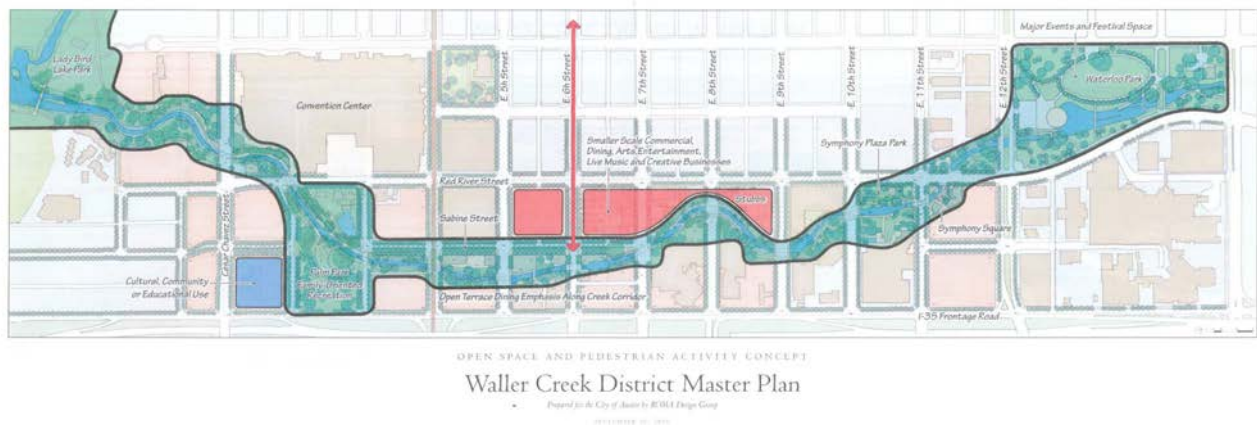 Major Events and Festival Space
Waterloo Park
Lady Bird
Lake Park
Convention Center
E. 5th Street
E. 6th Street
E. 7th Street
E. 8th Street
E. 9th Street
E. 10th Street
E. 11th Street
E. 12th Street
Smaller Scale Commercial,
Dining, Arts, Entertainment,
Live Music and Creative Businesses
Symphony Plaza Park
Red River Street
Stubbs
Sabine Street
Cesar Chavez Street
Symphony Square
Cultural, Community
or Educational Use
Palm Park
Family-Oriented
Recreation
Open Terrace Dining Emphasis Along Creek Corridor
I-35 Frontage Road
OPEN SPACE AND PEDESTRIAN ACTIVITY CONCEPT
Waller Creek District Master Plan
Prepared for the City of Austin by ROMA Design Group